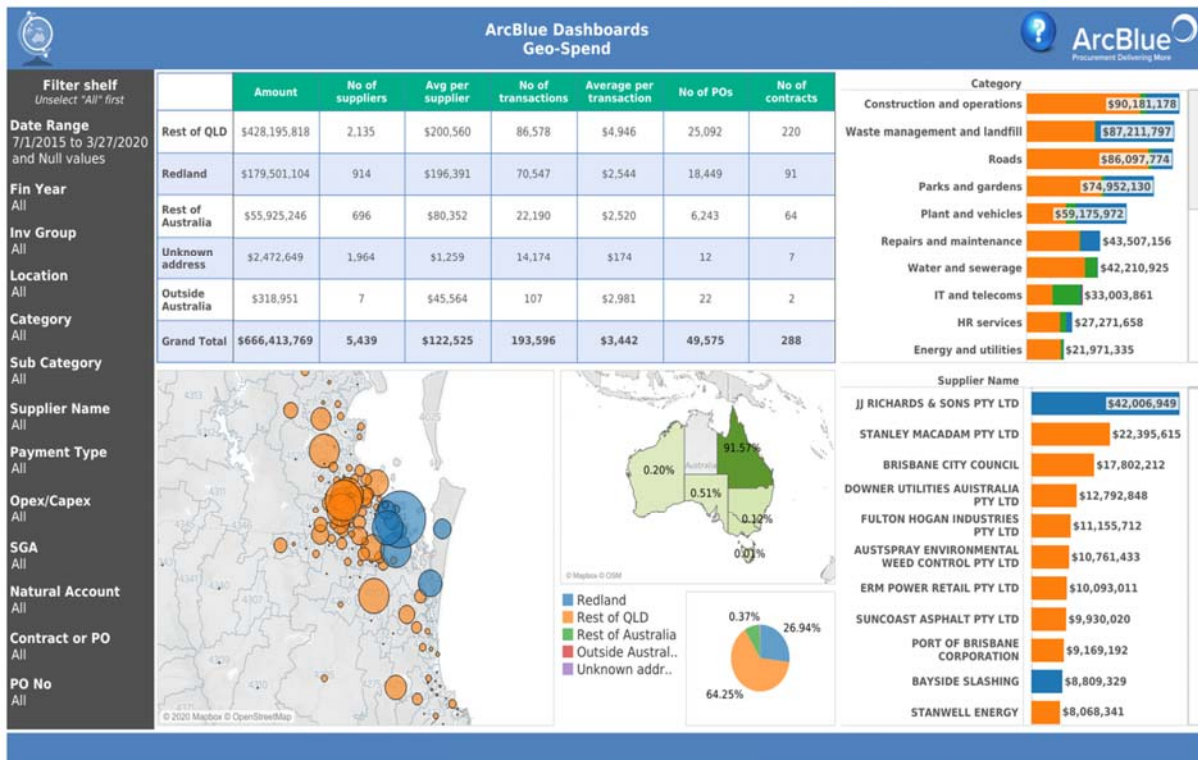 ArcBlue Dashboards
Geo-Spend
?
ArcBlue
Procurement Delivering More
Filter shelf
Unselect "All" first
Date Range
7/1/2015 to 3/27/2020
and Null values
Fin Year
All
Inv Group
All
Location
All
Category
All
Sub Category
All
Supplier Name
All
Payment Type
All
Opex/Capex
All
SGA
All
Natural Account
All
Contract or PO
All
PO No
All
Amount No of suppliers Avg per supplier No of transactions Average per transaction No of POs No of contracts
Rest of QLD $428,195,818 2,135 $200,560 86,578 $4,946 25,092 220
Redland $179,501,104 914 $196,391 70,547 $2,544 18,449 91
Rest of Australia $55,925,246 696 $80,352 22,190 $2,520 6,243 64
Unknown address $2,472,649 1,964 $1,259 14,174 $174 12 7
Outside Australia $318,951 7 $45,564 107 $2,981 22 2
Grand Total $666,413,769 5,439 $122,525 193,596 $3,442 49,575 288
Category
Construction and operations $90,181,178
Waste management and landfill $87,211,797
Roads $86,097,774
Parks and gardens $74,952,130
Plant and vehicles $59,175,972
Repairs and maintenance $43,507,156
Water and sewerage $42,210,925
IT and telecoms $33,003,861
HR services $27,271,658
Energy and utilities $21,971,335
4313
© 2020 Mapbox © OpenStreetMap
91.57%
0.20%
Australia
0.51%
0.12%
0.01%
© Mapbox © OSM
Redland
Rest of QLD
Rest of Australia
Outside Austral..
Unknown addr..
0.37%
26.94%
64.25%
Supplier Name
JJ RICHARDS & SONS PTY LTD $42,006,949
STANLEY MACADAM PTY LTD $22,395,615
BRISBANE CITY COUNCIL $17,802,212
DOWNER UTILITIES AUISTRALIA
PTY LTD $12,792,848
FULTON HOGAN INDUSTRIES
PTY LTD $11,155,712
AUSTSPRAY ENVIRONMENTAL
WEED CONTROL PTY LTD $10,761,433
ERM POWER RETAIL PTY LTD $10,093,011
SUNCOAST ASPHALT PTY LTD $9,930,020
PORT OF BRISBANE
CORPORATION $9,169,192
BAYSIDE SLASHING $8,809,329
STANWELL ENERGY $8,068,341